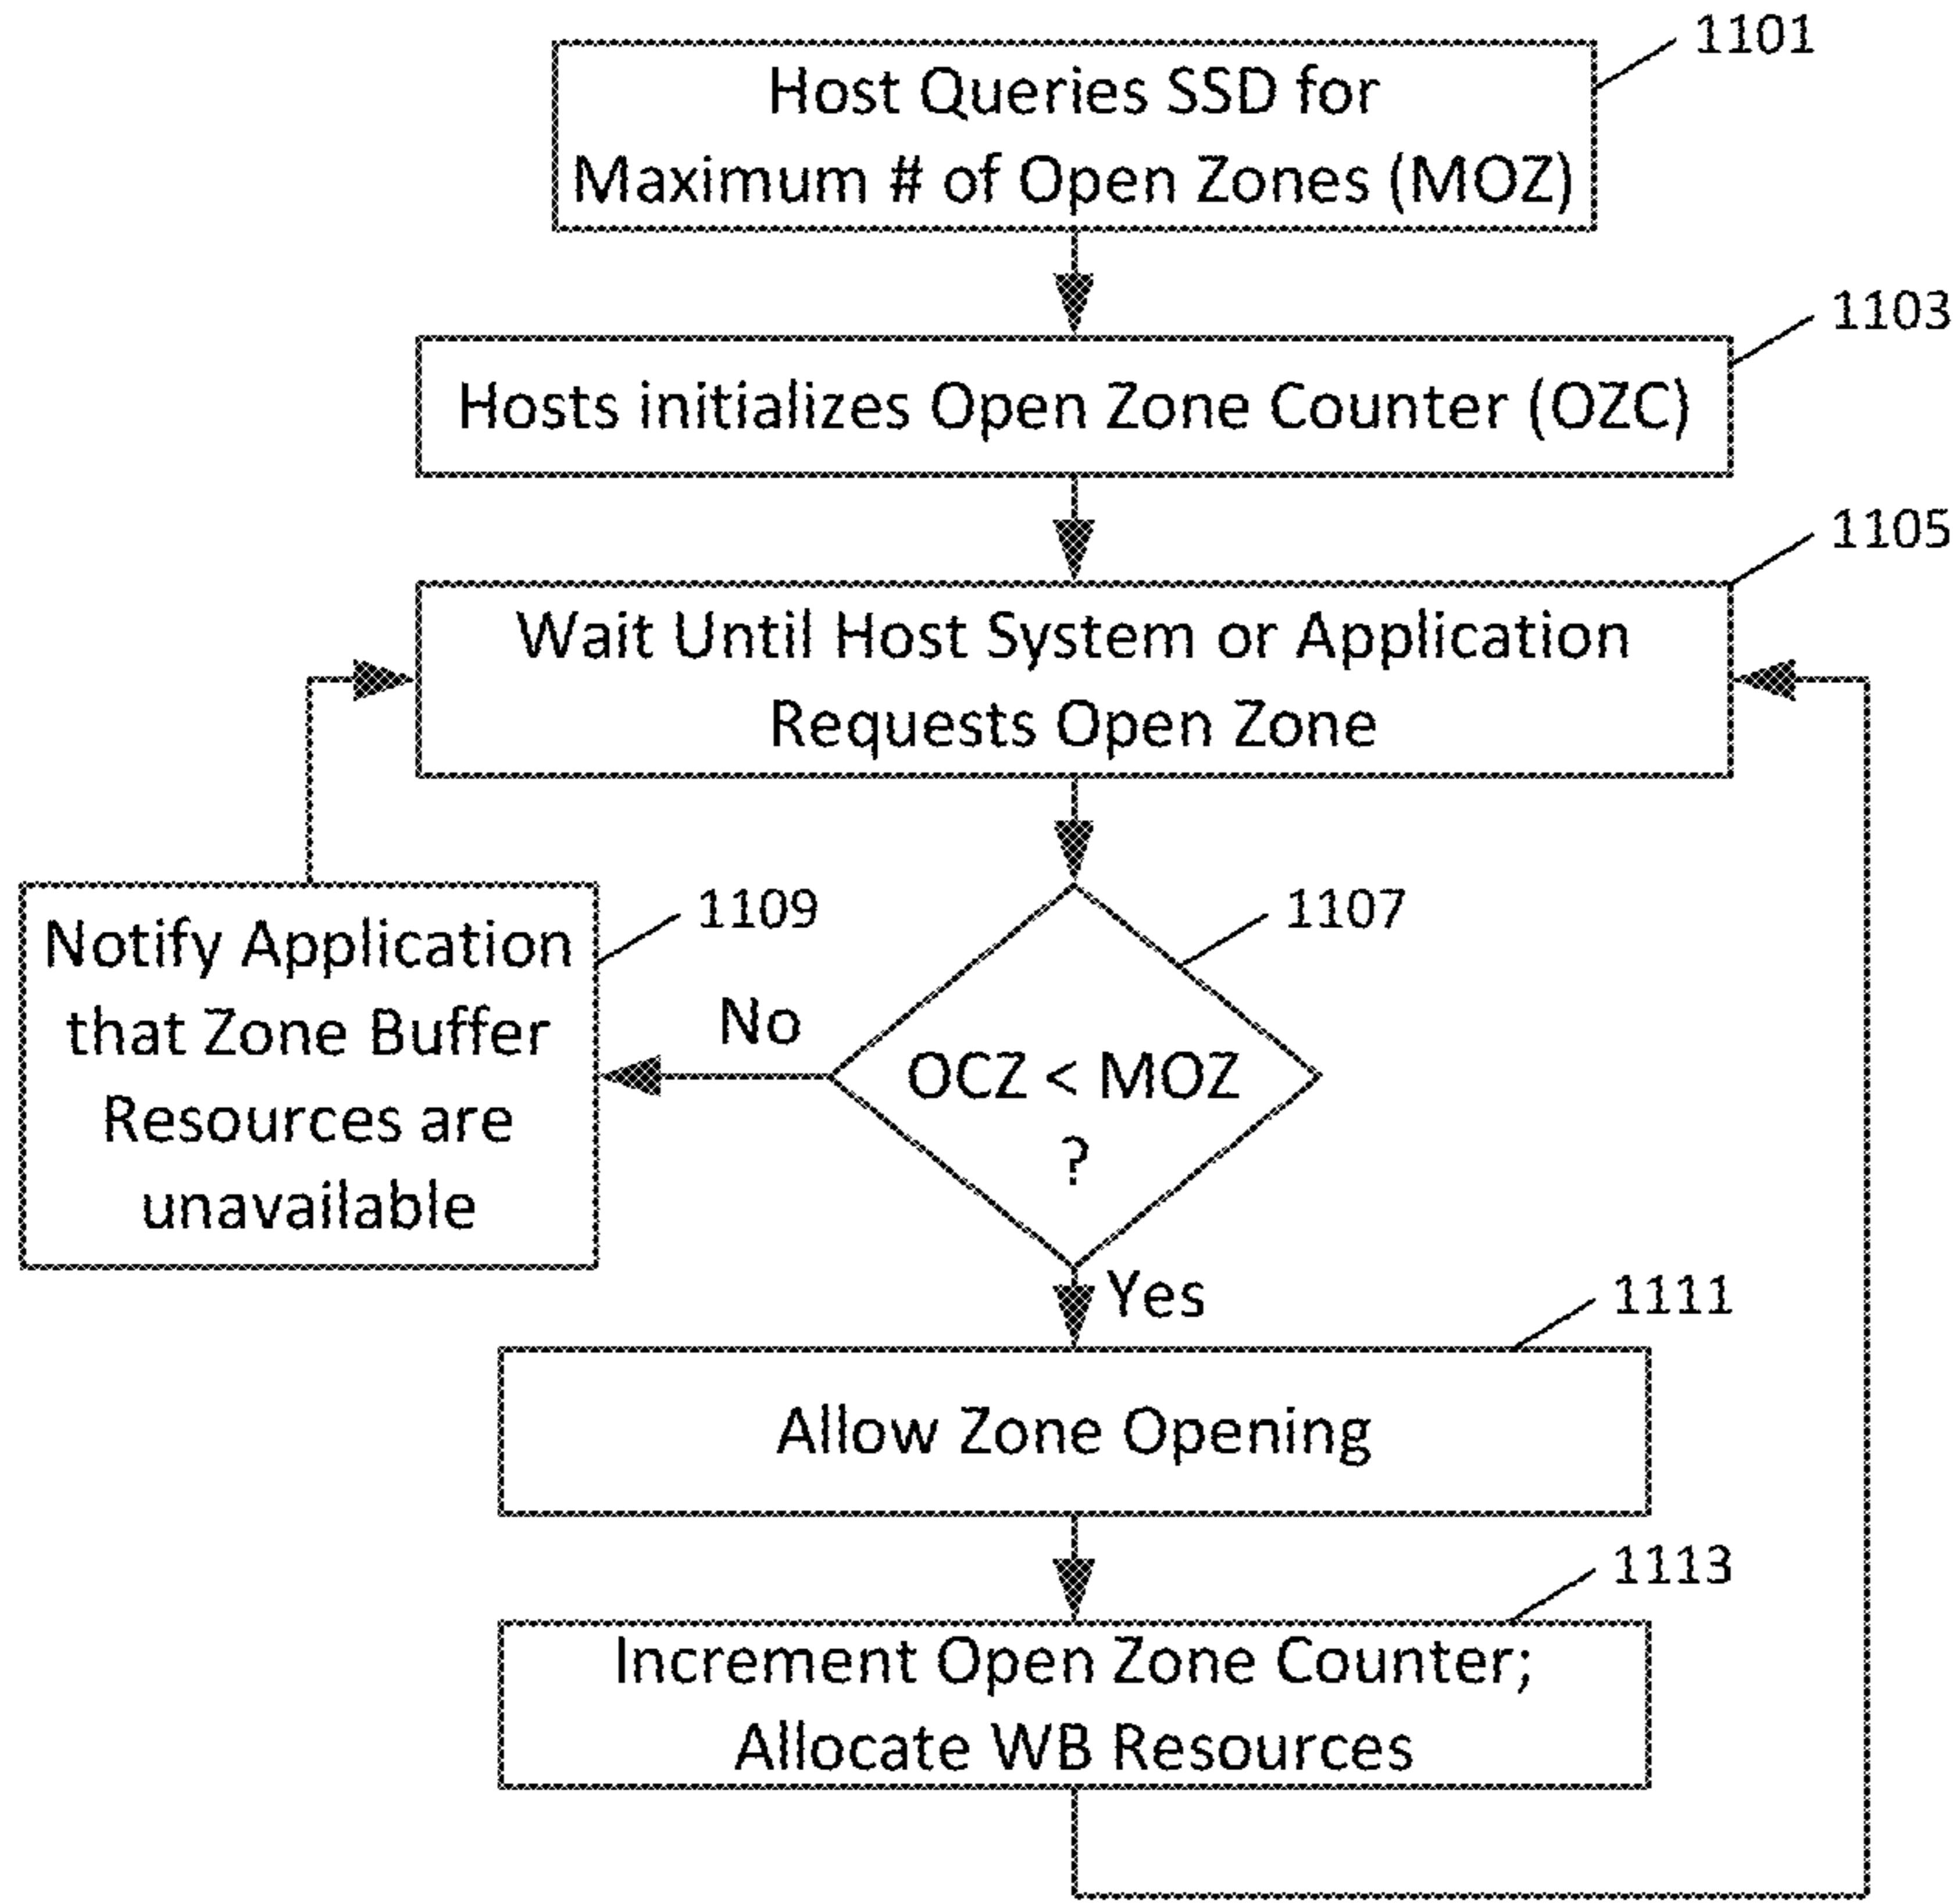 1101
Host Queries SSD for
Maximum # of Open Zones (MOZ)
1103
Hosts initializes Open Zone Counter (OZC)
1105
Wait Until Host System or Application
Requests Open Zone
1109
Notify Application
that Zone Buffer
Resources are
unavailable
1107
No
OCZ < MOZ
?
Yes
1111
Allow Zone Opening
1113
Increment Open Zone Counter;
Allocate WB Resources